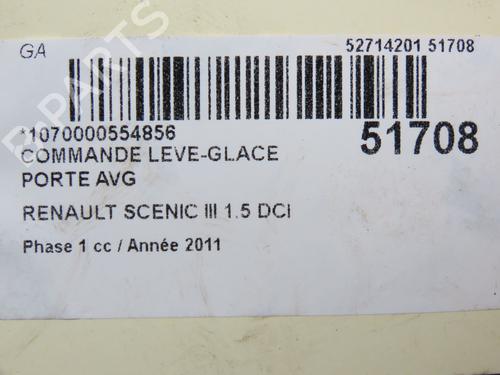 GA
52714201 51708
*1070000554856
51708
COMMANDE LEVE-GLACE
PORTE AVG
RENAULT SCENIC III 1.5 DCI
Phase 1 cc / Année 2011
B-PARTS